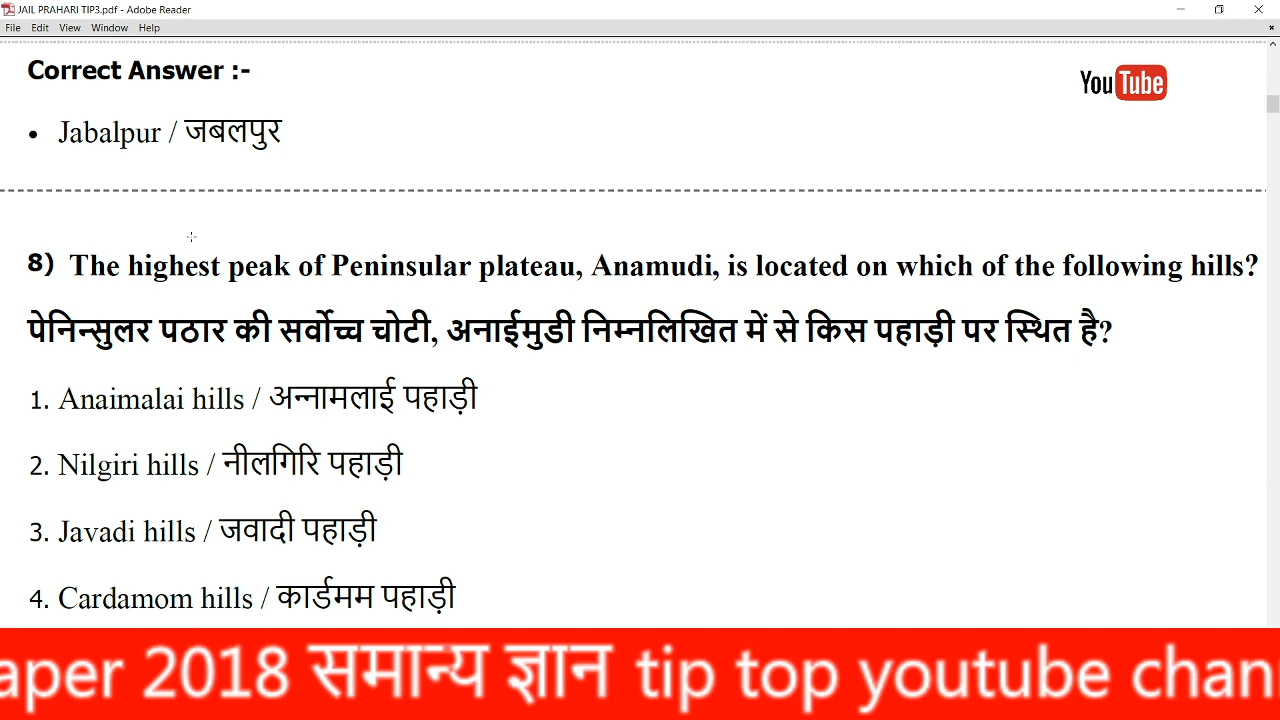 JAIL PRAHARI TIP3.pdf - Adobe Reader
File Edit View Window Help
Correct Answer :-
YouTube
• Jabalpur / जबलपुर
8) The highest peak of Peninsular plateau, Anamudi, is located on which of the following hills?
पेनिन्सुलर पठार की सर्वोच्च चोटी, अनाईमुडी निम्नलिखित में से किस पहाड़ी पर स्थित है?
1. Anaimalai hills / अन्नामलाई पहाड़ी
2. Nilgiri hills / नीलगिरि पहाड़ी
3. Javadi hills / जवादी पहाड़ी
4. Cardamom hills / कार्डमम पहाड़ी
aper 2018 समान्य ज्ञान tip top youtube chan